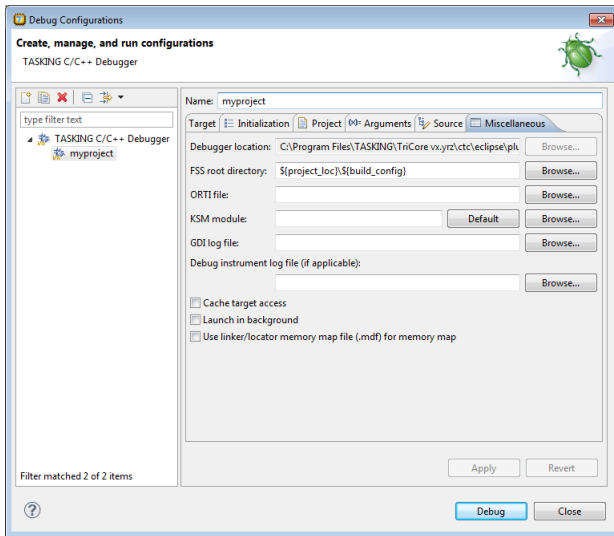 Debug Configurations
Create, manage, and run configurations
TASKING C/C++ Debugger
type filter text
TASKING C/C++ Debugger
myproject
Filter matched 2 of 2 items
Name: myproject
Target Initialization Project (x)= Arguments Source Miscellaneous
Debugger location: C:\Program Files\TASKING\TriCore vx.yrz\ctc\eclipse\plu Browse...
FSS root directory: ${project_loc}\${build_config} Browse...
ORTI file: Browse...
KSM module: Default Browse...
GDI log file: Browse...
Debug instrument log file (if applicable):
Browse...
Cache target access
Launch in background
Use linker/locator memory map file (.mdf) for memory map
Apply Revert
? Debug Close